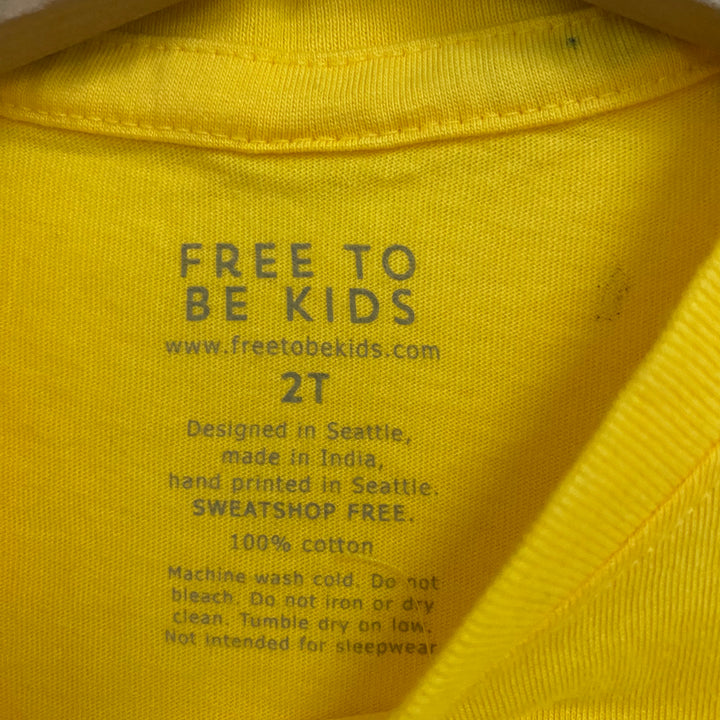 FREE TO
BE KIDS
www.freetobekids.com
2T
Designed in Seattle,
made in India,
hand printed in Seattle.
SWEATSHOP FREE.
100% cotton
Machine wash cold. Do not
bleach. Do not iron or dry
clean. Tumble dry on low.
Not intended for sleepwear